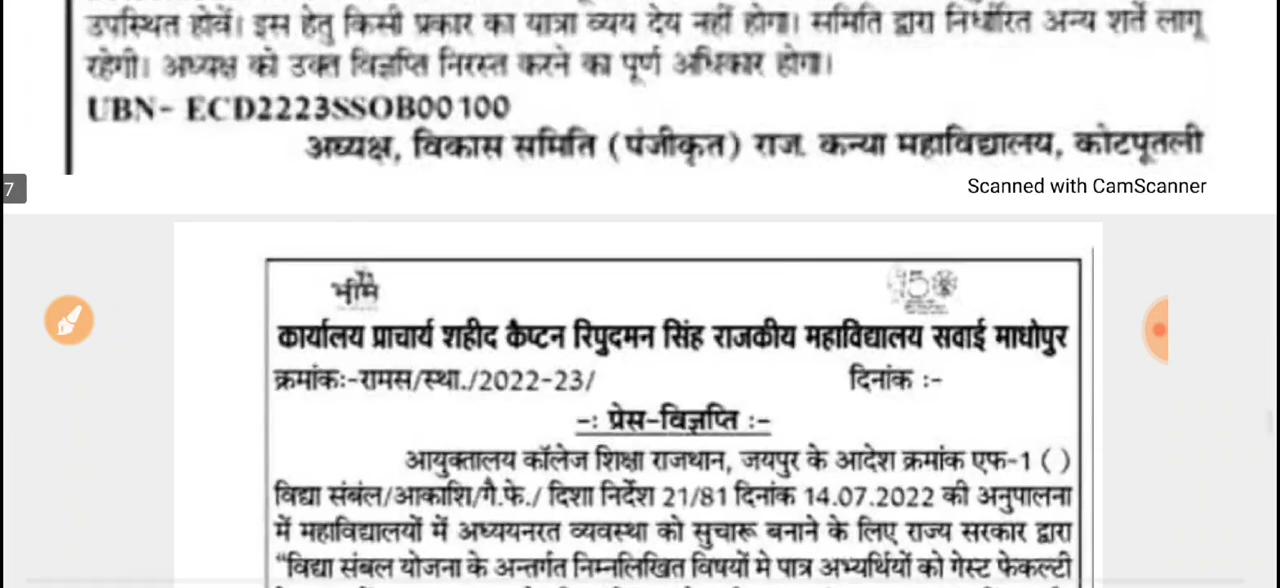 उपस्थित होवें। इस हेतु किसी प्रकार का यात्रा व्यय देय नहीं होगा। समिति द्वारा निर्धारित अन्य शर्तें लागू
रहेगी। अध्यक्ष को उक्त विज्ञप्ति निरस्त करने का पूर्ण अधिकार होगा।
UBN- ECD2223SSOB00100
अध्यक्ष, विकास समिति (पंजीकृत) राज. कन्या महाविद्यालय, कोटपूतली
7
Scanned with CamScanner
कार्यालय प्राचार्य शहीद कैप्टन रिपुदमन सिंह राजकीय महाविद्यालय सवाई माधोपुर
क्रमांकः-रामस/स्था./2022-23/ दिनांक :-
-: प्रेस-विज्ञप्ति :-
आयुक्तालय कॉलेज शिक्षा राजथान, जयपुर के आदेश क्रमांक एफ-1 ( )
विद्या संबंल/आकाशि/गै.फे./ दिशा निर्देश 21/81 दिनांक 14.07.2022 की अनुपालना
में महाविद्यालयों में अध्ययनरत व्यवस्था को सुचारू बनाने के लिए राज्य सरकार द्वारा
"विद्या संबल योजना के अन्तर्गत निम्नलिखित विषयों मे पात्र अभ्यर्थियों को गेस्ट फेकल्टी